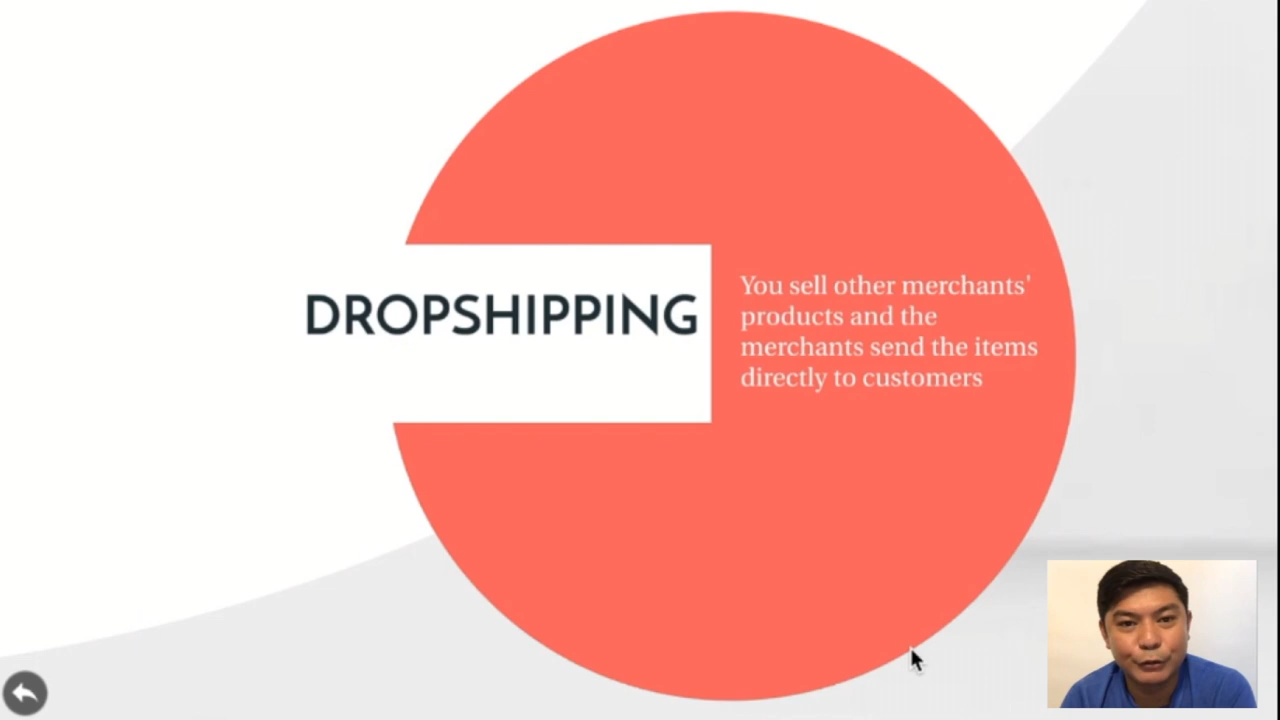 DROPSHIPPING
You sell other merchants'
products and the
merchants send the items
directly to customers